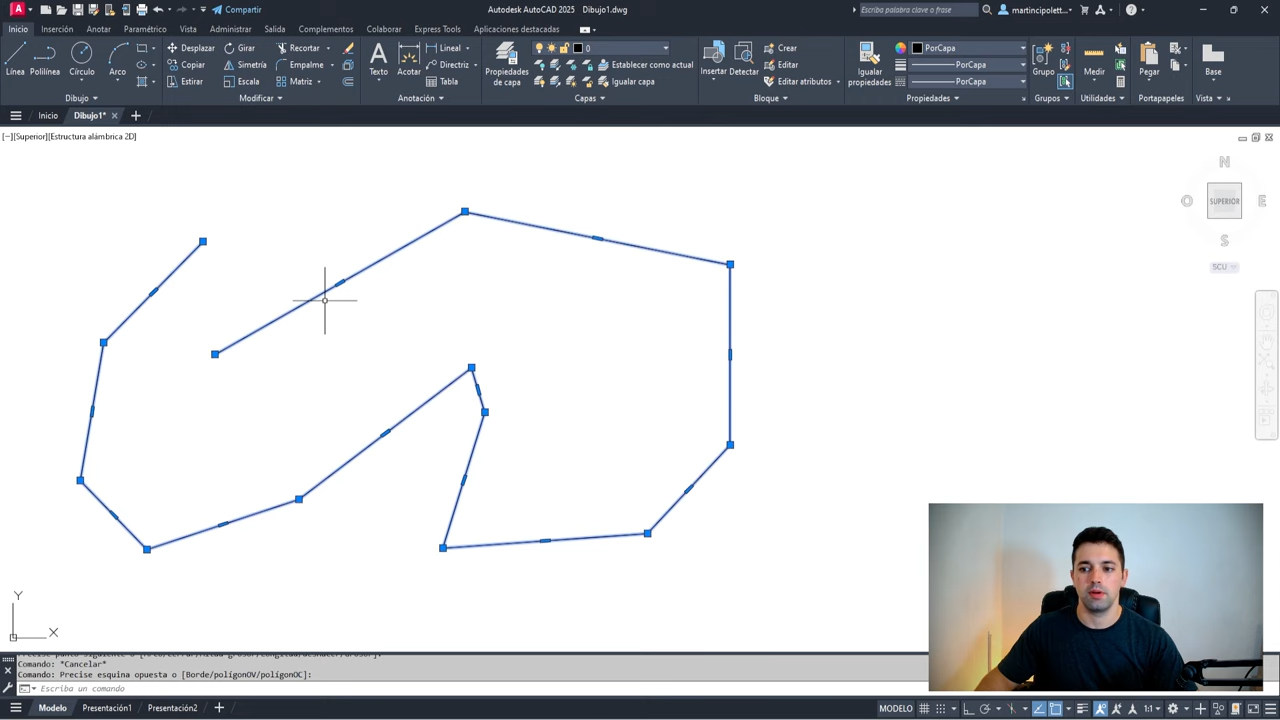 A Compartir Autodesk AutoCAD 2025 Dibujo1.dwg Escriba palabra clave o frase martincipolett...
Inicio Inserción Anotar Paramétrico Vista Administrar Salida Complementos Colaborar Express Tools Aplicaciones destacadas
Línea Polilínea Círculo Arco
Desplazar Girar Recortar
Copiar Simetría Empalme
Estirar Escala Matriz
Texto Acotar
Lineal
Directriz
Tabla
Propiedades de capa
0
Establecer como actual
Igualar capa
Insertar Detectar
Crear
Editar
Editar atributos
Igualar propiedades
PorCapa
PorCapa
PorCapa
Grupo Medir Pegar Base
Dibujo Modificar Anotación Capas Bloque Propiedades Grupos Utilidades Portapapeles Vista
Inicio Dibujo1*
[−][Superior][Estructura alámbrica 2D]
N
O SUPERIOR E
S
SCU
Y
X
Comando: *Cancelar*
Comando: Precise esquina opuesta o [Borde/polígonOV/polígonOC]:
Escriba un comando
Modelo Presentación1 Presentación2 + MODELO 1:1